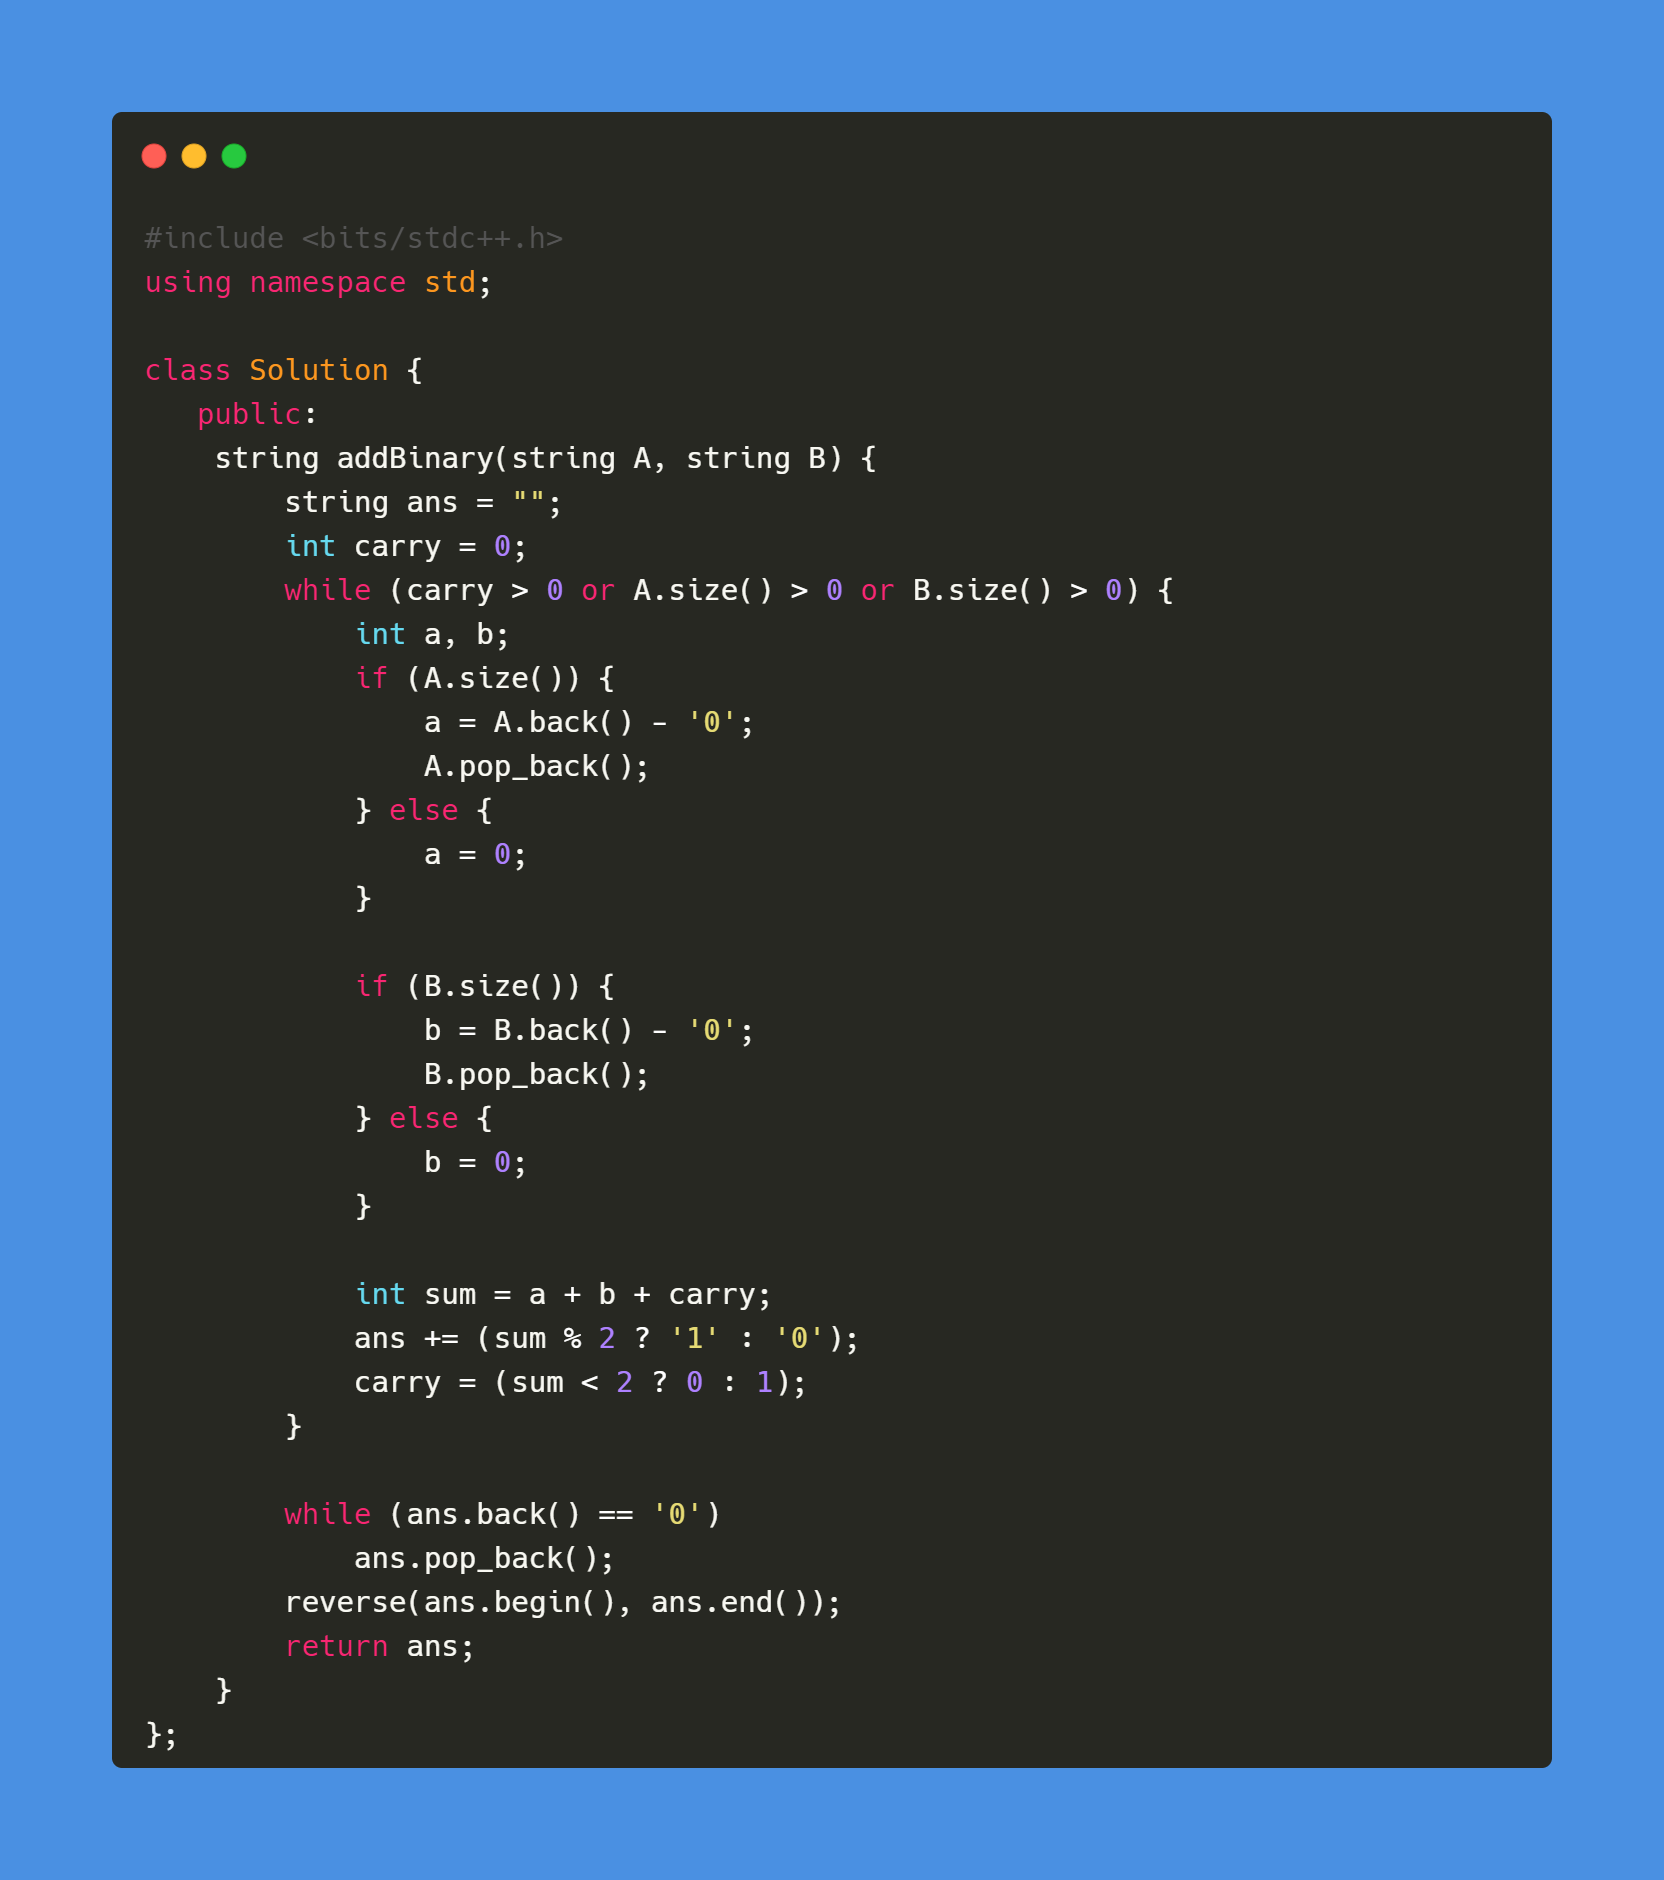 #include <bits/stdc++.h>
using namespace std;

class Solution {
   public:
    string addBinary(string A, string B) {
        string ans = "";
        int carry = 0;
        while (carry > 0 or A.size() > 0 or B.size() > 0) {
            int a, b;
            if (A.size()) {
                a = A.back() - '0';
                A.pop_back();
            } else {
                a = 0;
            }

            if (B.size()) {
                b = B.back() - '0';
                B.pop_back();
            } else {
                b = 0;
            }

            int sum = a + b + carry;
            ans += (sum % 2 ? '1' : '0');
            carry = (sum < 2 ? 0 : 1);
        }

        while (ans.back() == '0')
            ans.pop_back();
        reverse(ans.begin(), ans.end());
        return ans;
    }
};